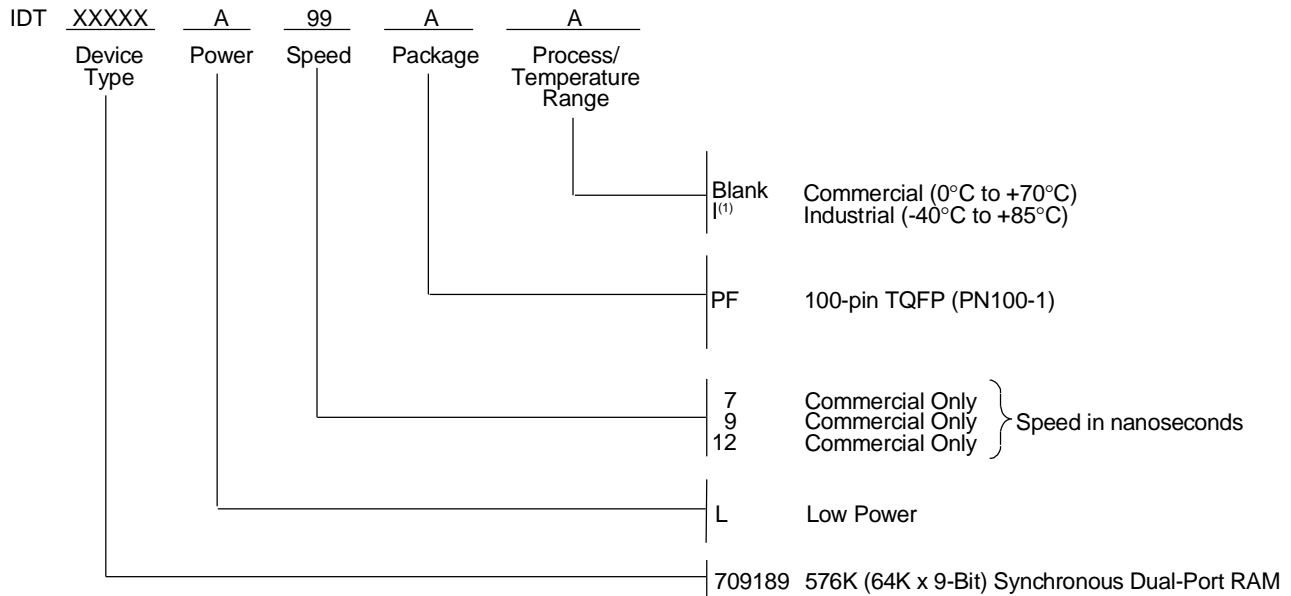 IDT XXXXX A 99 A A
Device Type Power Speed Package Process/ Temperature Range
Blank Commercial (0°C to +70°C)
I(1) Industrial (-40°C to +85°C)
PF 100-pin TQFP (PN100-1)
7 Commercial Only
9 Commercial Only Speed in nanoseconds
12 Commercial Only
L Low Power
709189 576K (64K x 9-Bit) Synchronous Dual-Port RAM